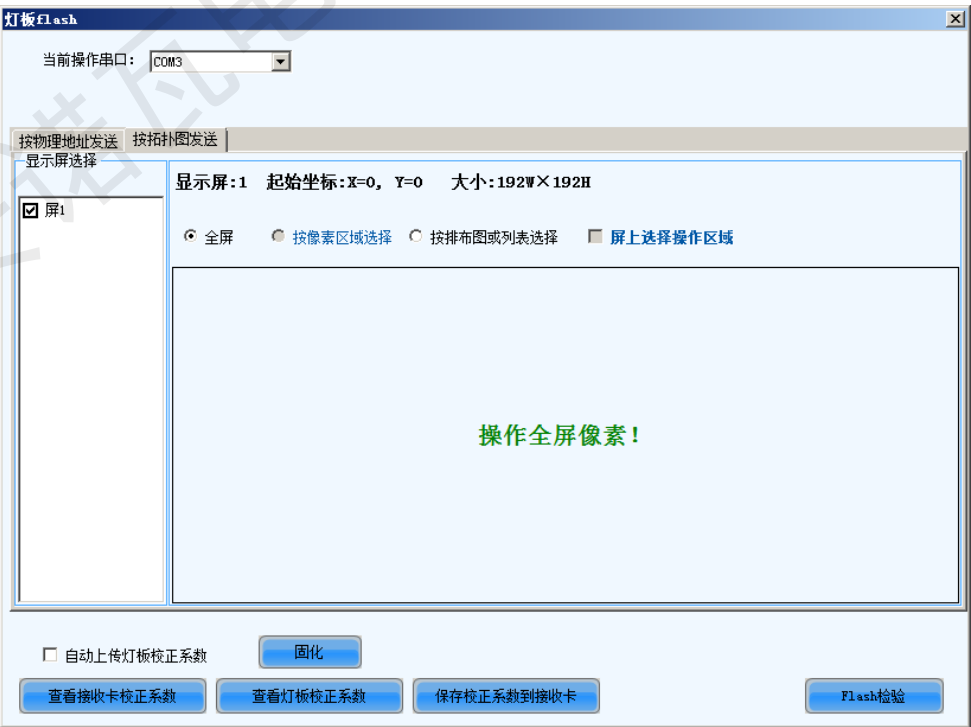 灯板flash
当前操作串口: COM3
按物理地址发送 按拓扑图发送
显示屏选择
显示屏:1 起始坐标:X=0, Y=0 大小:192W×192H
屏1
全屏 按像素区域选择 按排布图或列表选择 屏上选择操作区域
操作全屏像素!
自动上传灯板校正系数 固化
查看接收卡校正系数 查看灯板校正系数 保存校正系数到接收卡 Flash检验